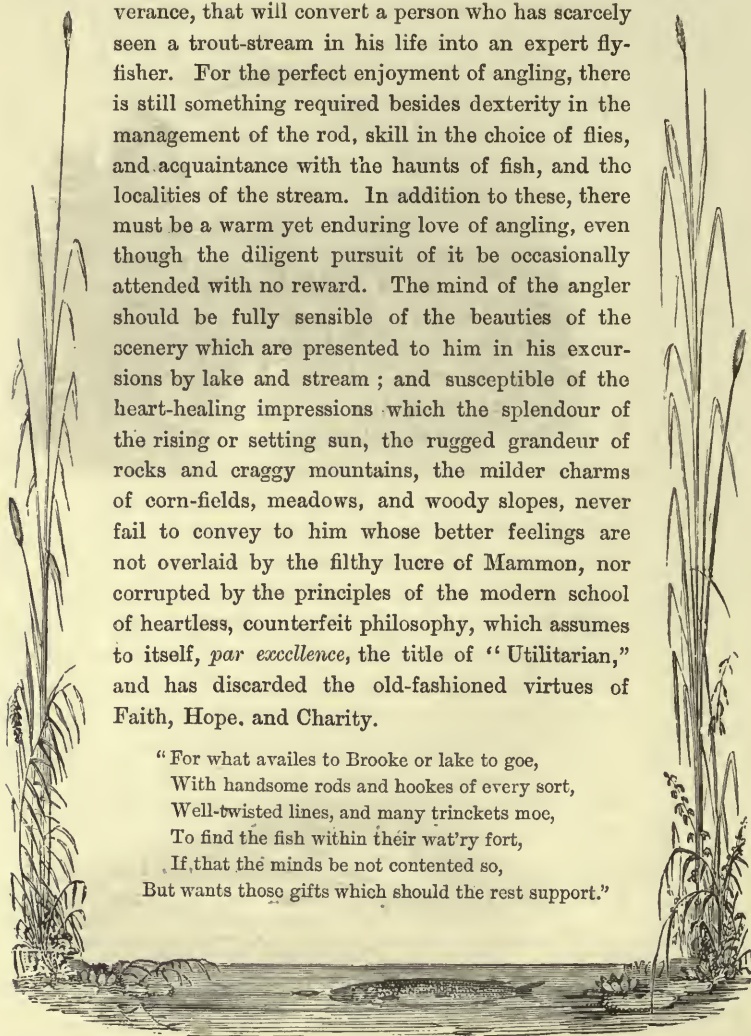 verance, that will convert a person who has scarcely
seen a trout-stream in his life into an expert fly-
fisher. For the perfect enjoyment of angling, there
is still something required besides dexterity in the
management of the rod, skill in the choice of flies,
and acquaintance with the haunts of fish, and the
localities of the stream. In addition to these, there
must be a warm yet enduring love of angling, even
though the diligent pursuit of it be occasionally
attended with no reward. The mind of the angler
should be fully sensible of the beauties of the
scenery which are presented to him in his excur-
sions by lake and stream ; and susceptible of the
heart-healing impressions which the splendour of
the rising or setting sun, the rugged grandeur of
rocks and craggy mountains, the milder charms
of corn-fields, meadows, and woody slopes, never
fail to convey to him whose better feelings are
not overlaid by the filthy lucre of Mammon, nor
corrupted by the principles of the modern school
of heartless, counterfeit philosophy, which assumes
to itself, par excellence, the title of “ Utilitarian,”
and has discarded the old-fashioned virtues of
Faith, Hope. and Charity.
“For what availes to Brooke or lake to goe,
With handsome rods and hookes of every sort,
Well-twisted lines, and many trinckets moe,
To find the fish within their wat'ry fort,
If that the minds be not contented so,
But wants those gifts which should the rest support.”